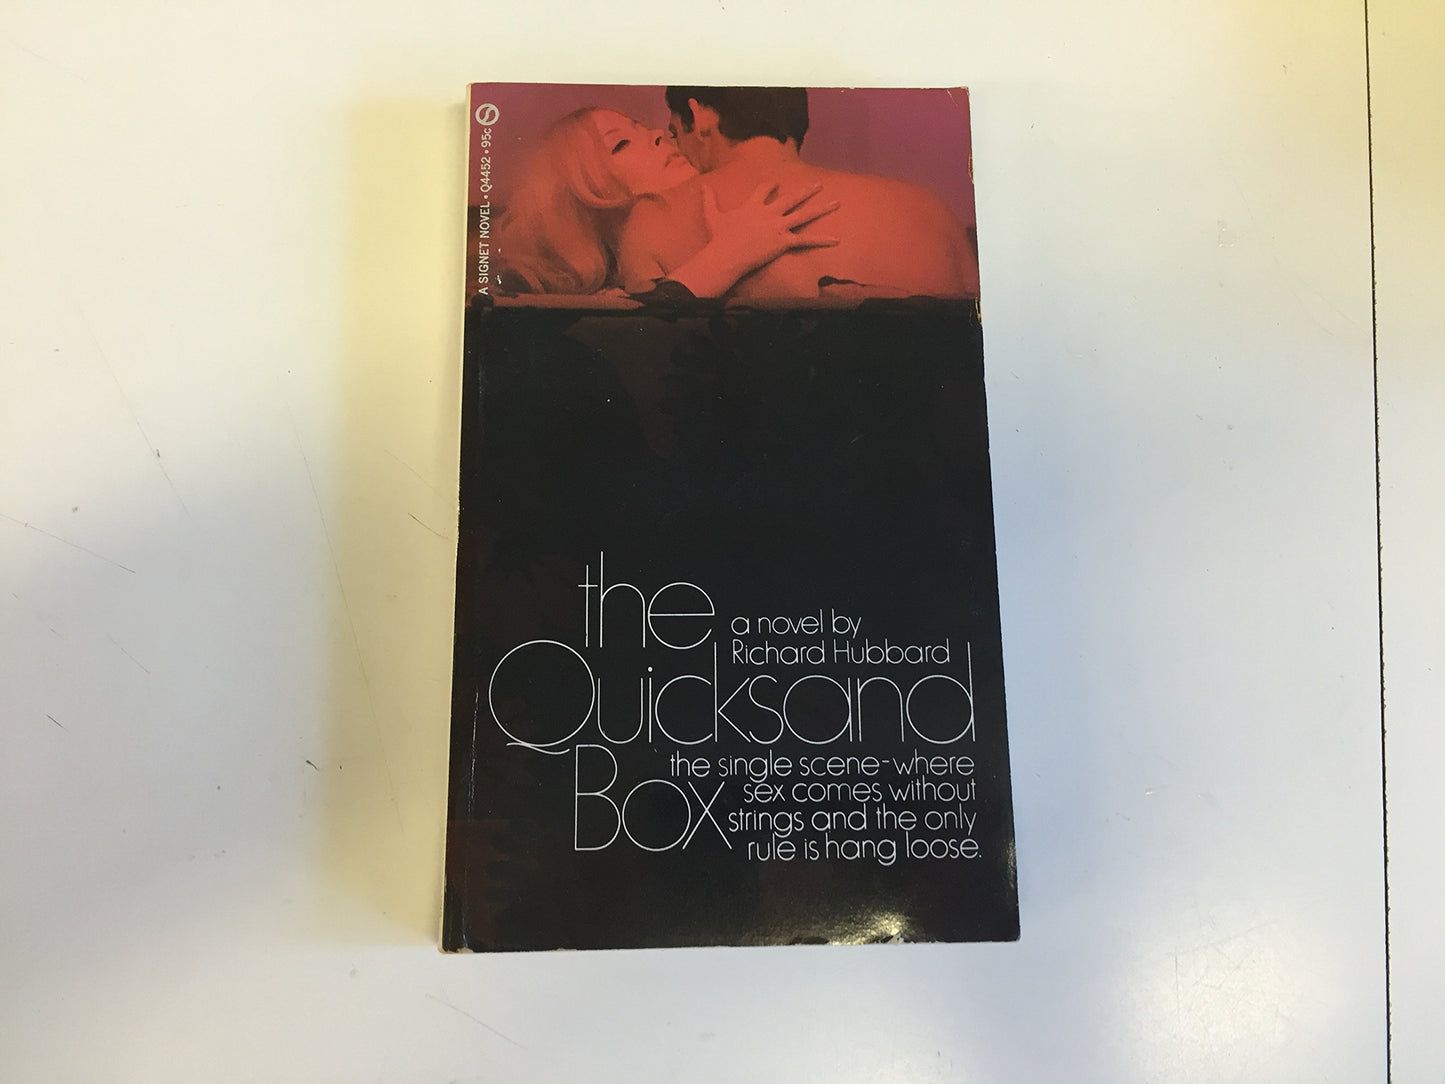 A SIGNET NOVEL • Q4452 • 95c
the
a novel by
Richard Hubbard
Quicksand
Box
the single scene-where
sex comes without
strings and the only
rule is hang loose.